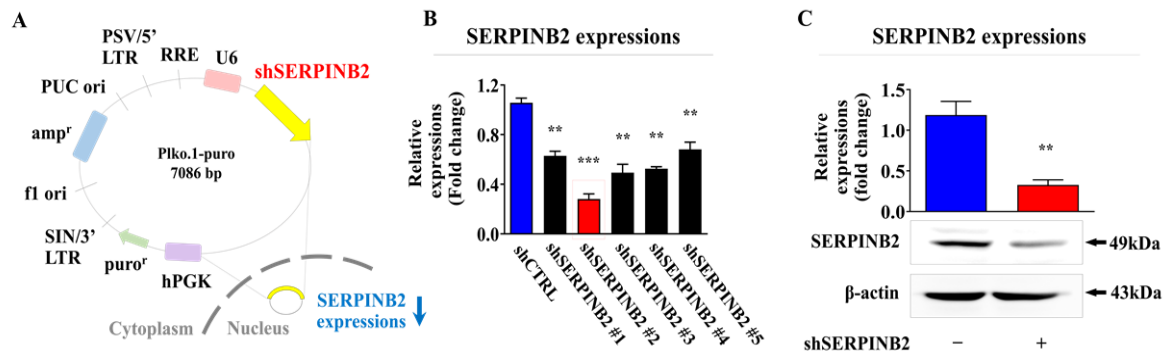 A
PSV/5'
LTR
RRE
U6
shSERPINB2
PUC ori
ampʳ
Plko.1-puro
7086 bp
f1 ori
SIN/3'
LTR
puroʳ
hPGK
Cytoplasm
Nucleus
SERPINB2
expressions
B
SERPINB2 expressions
Relative
expressions
(Fold change)
1.2
0.8
0.4
0.0
**
***
**
**
**
shCTRL
shSERPINB2 #1
shSERPINB2 #2
shSERPINB2 #3
shSERPINB2 #4
shSERPINB2 #5
C
SERPINB2 expressions
Relative
expressions
(fold change)
1.5
1.0
0.5
0.0
**
SERPINB2
49kDa
β-actin
43kDa
shSERPINB2 − +